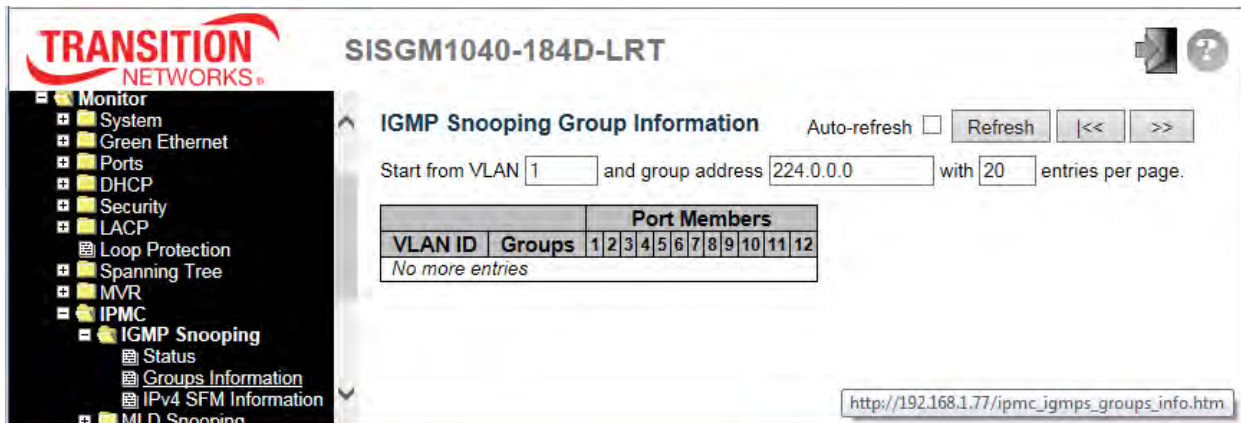 TRANSITION
NETWORKS®
SISGM1040-184D-LRT
Monitor
System
Green Ethernet
Ports
DHCP
Security
LACP
Loop Protection
Spanning Tree
MVR
IPMC
IGMP Snooping
Status
Groups Information
IPv4 SFM Information
MLD Snooping
IGMP Snooping Group Information Auto-refresh Refresh |<< >>
Start from VLAN 1 and group address 224.0.0.0 with 20 entries per page.
Port Members
VLAN ID Groups 1 2 3 4 5 6 7 8 9 10 11 12
No more entries
http://192.168.1.77/ipmc_igmps_groups_info.htm